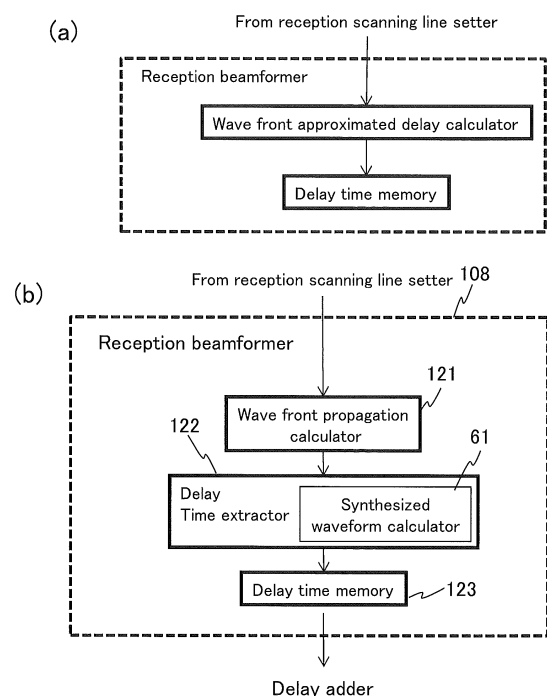 (a)
From reception scanning line setter
Reception beamformer
Wave front approximated delay calculator
Delay time memory
(b)
From reception scanning line setter
108
Reception beamformer
121
Wave front propagation
calculator
122
61
Delay
Time extractor
Synthesized
waveform calculator
Delay time memory
123
Delay adder